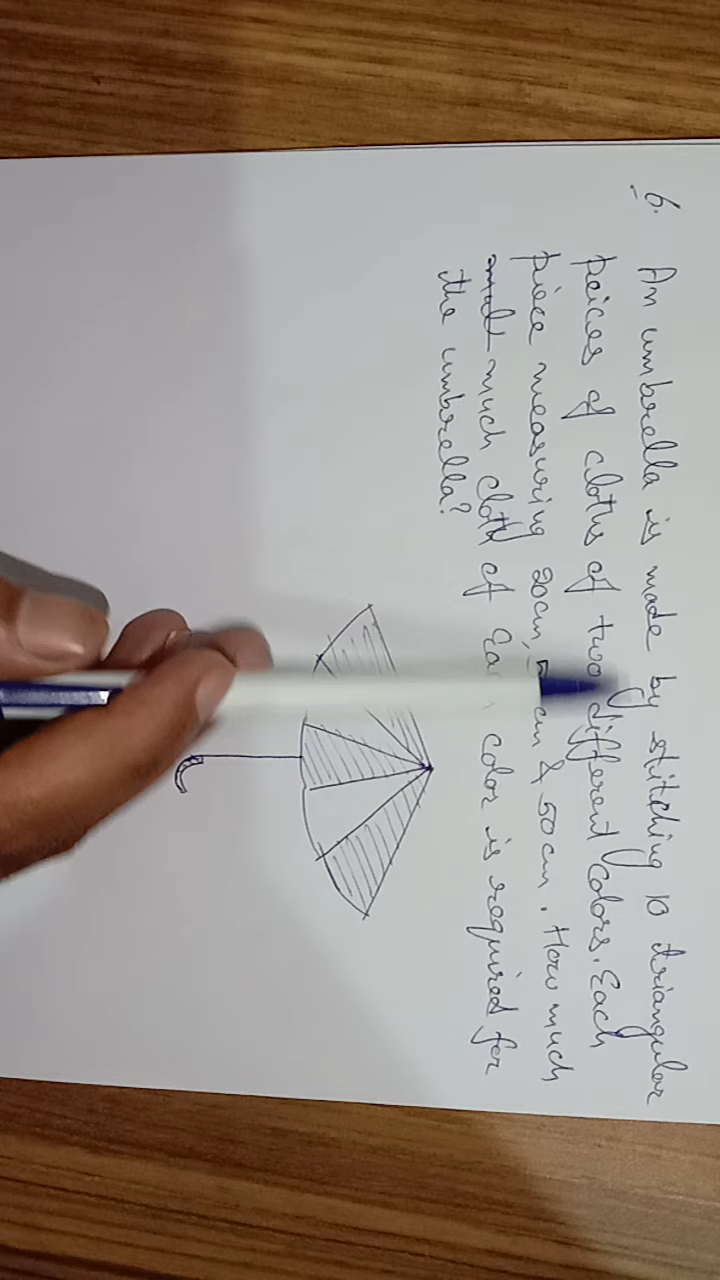 6. An umbrella is made by stitching 10 triangular
peices of cloths of two different colors. Each
piece measuring 20cm, cm & 50cm. How much
much cloth of color is required for
the umbrella?